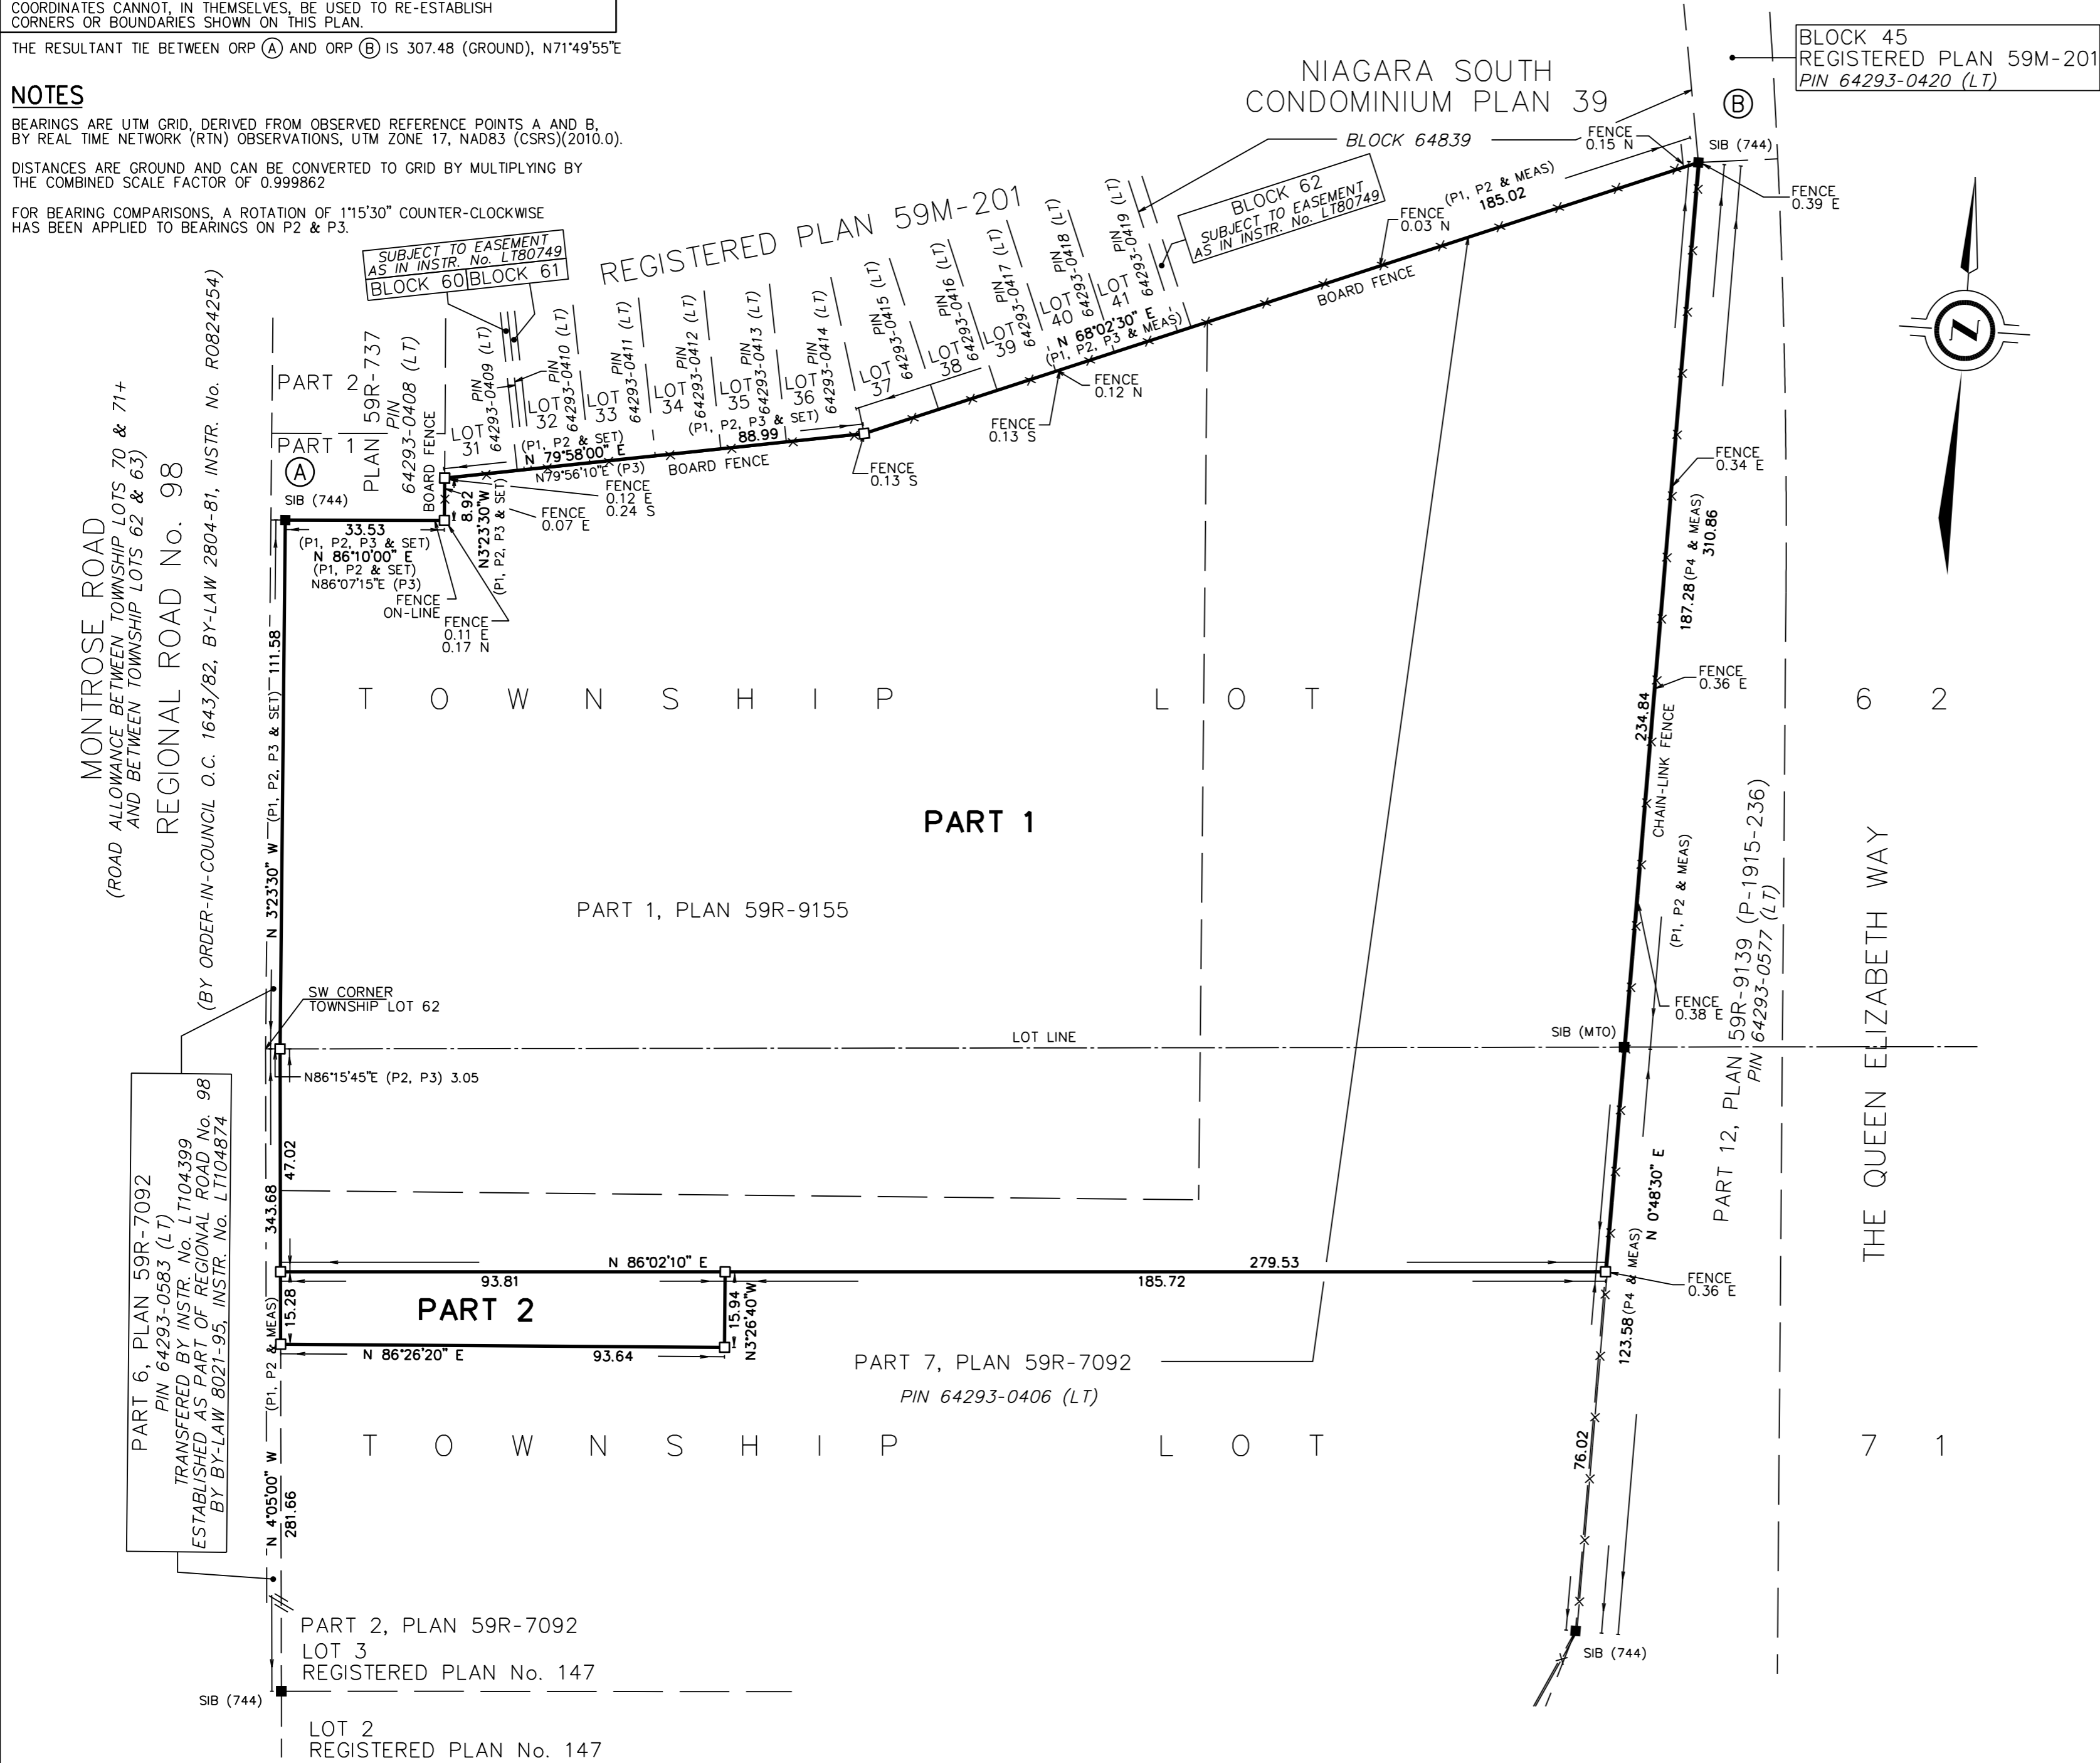 COORDINATES CANNOT, IN THEMSELVES, BE USED TO RE-ESTABLISH
CORNERS OR BOUNDARIES SHOWN ON THIS PLAN.
THE RESULTANT TIE BETWEEN ORP (A) AND ORP (B) IS 307.48 (GROUND), N71°49'55"E
NOTES
BEARINGS ARE UTM GRID, DERIVED FROM OBSERVED REFERENCE POINTS A AND B,
BY REAL TIME NETWORK (RTN) OBSERVATIONS, UTM ZONE 17, NAD83 (CSRS)(2010.0).
DISTANCES ARE GROUND AND CAN BE CONVERTED TO GRID BY MULTIPLYING BY
THE COMBINED SCALE FACTOR OF 0.999862
FOR BEARING COMPARISONS, A ROTATION OF 1°15'30" COUNTER-CLOCKWISE
HAS BEEN APPLIED TO BEARINGS ON P2 & P3.
BLOCK 45
REGISTERED PLAN 59M-201
PIN 64293-0420 (LT)
NIAGARA SOUTH
CONDOMINIUM PLAN 39
BLOCK 64839
B
SIB (744)
FENCE
0.15 N
FENCE
0.39 E
(P1, P2 & MEAS)
185.02
FENCE
0.03 N
BOARD FENCE
BLOCK 62
SUBJECT TO EASEMENT
AS IN INSTR. No. LT80749
REGISTERED PLAN 59M-201
SUBJECT TO EASEMENT
AS IN INSTR. No. LT80749
BLOCK 60
BLOCK 61
PART 2
PART 1
PLAN 59R-737
PIN
64293-0408 (LT)
BOARD FENCE
LOT
31
PIN
64293-0409 (LT)
LOT
32
PIN
64293-0410 (LT)
LOT
33
PIN
64293-0411 (LT)
LOT
34
PIN
64293-0412 (LT)
LOT
35
PIN
64293-0413 (LT)
LOT
36
PIN
64293-0414 (LT)
LOT
37
PIN
64293-0415 (LT)
LOT
38
PIN
64293-0416 (LT)
LOT
39
PIN
64293-0417 (LT)
LOT
40
PIN
64293-0418 (LT)
LOT
41
PIN
64293-0419 (LT)
N 68°02'30" E
(P1, P2, P3 & MEAS)
FENCE
0.12 N
FENCE
0.13 S
(P1, P2, P3 & SET)
88.99
(P1, P2 & SET)
N 79°58'00" E
N79°56'10"E (P3)
BOARD FENCE
FENCE
0.13 S
FENCE
0.12 E
0.24 S
FENCE
0.07 E
8.92
N3°23'30"W
(P1, P2, P3 & SET)
A
SIB (744)
33.53
(P1, P2, P3 & SET)
N 86°10'00" E
(P1, P2 & SET)
N86°07'15"E (P3)
FENCE
ON-LINE
FENCE
0.11 E
0.17 N
MONTROSE ROAD
(ROAD ALLOWANCE BETWEEN TOWNSHIP LOTS 70 & 71+
AND BETWEEN TOWNSHIP LOTS 62 & 63)
REGIONAL ROAD No. 98
(BY ORDER-IN-COUNCIL O.C. 1643/82, BY-LAW 2804-81, INSTR. No. RO824254)
N 3°23'30" W (P1, P2, P3 & SET) 111.58
FENCE
0.34 E
187.28 (P4 & MEAS)
310.86
FENCE
0.36 E
234.84
CHAIN-LINK FENCE
(P1, P2 & MEAS)
TOWNSHIP LOT 62
PART 1
PART 1, PLAN 59R-9155
FENCE
0.38 E
PART 12, PLAN 59R-9139 (P-1915-236)
PIN 64293-0577 (LT)
THE QUEEN ELIZABETH WAY
SW CORNER
TOWNSHIP LOT 62
LOT LINE
SIB (MTO)
N86°15'45"E (P2, P3) 3.05
47.02
343.68
N 0°48'30" E
PART 6, PLAN 59R-7092
PIN 64293-0583 (LT)
TRANSFERED BY INSTR. No. LT104399
ESTABLISHED AS PART OF REGIONAL ROAD No. 98
BY BY-LAW 8021-95, INSTR. No. LT104874
N 86°02'10" E
279.53
93.81
185.72
FENCE
0.36 E
PART 2
15.28
15.94
N3°26'40"W
N 86°26'20" E
93.64
123.58 (P4 & MEAS)
PART 7, PLAN 59R-7092
PIN 64293-0406 (LT)
N 4°05'00" W (P1, P2 & MEAS)
281.66
TOWNSHIP LOT 71
76.02
SIB (744)
PART 2, PLAN 59R-7092
LOT 3
REGISTERED PLAN No. 147
SIB (744)
LOT 2
REGISTERED PLAN No. 147